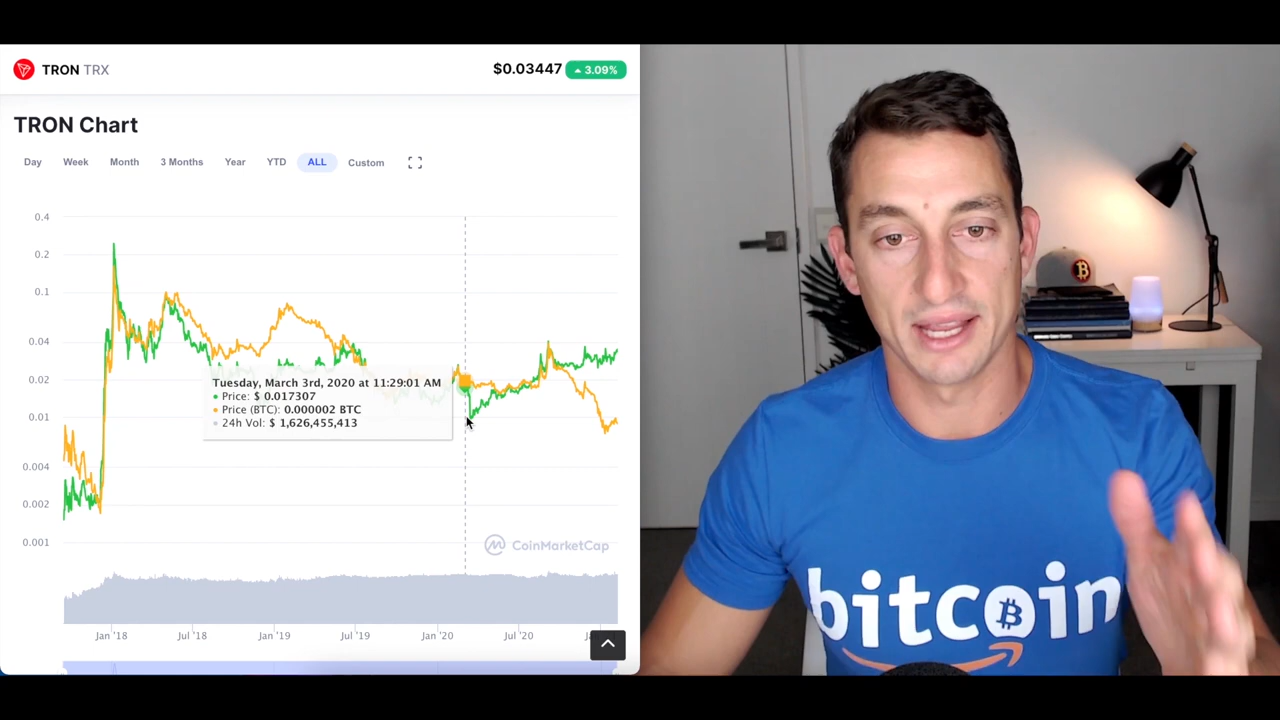 TRON TRX
$0.03447 3.09%
TRON Chart
Day Week Month 3 Months Year YTD ALL Custom
0.4
0.2
0.1
0.04
0.02
0.01
0.004
0.002
0.001
Tuesday, March 3rd, 2020 at 11:29:01 AM
Price: $ 0.017307
Price (BTC): 0.000002 BTC
24h Vol: $ 1,626,455,413
CoinMarketCap
Jan '18 Jul '18 Jan '19 Jul '19 Jan '20 Jul '20
bitcoin